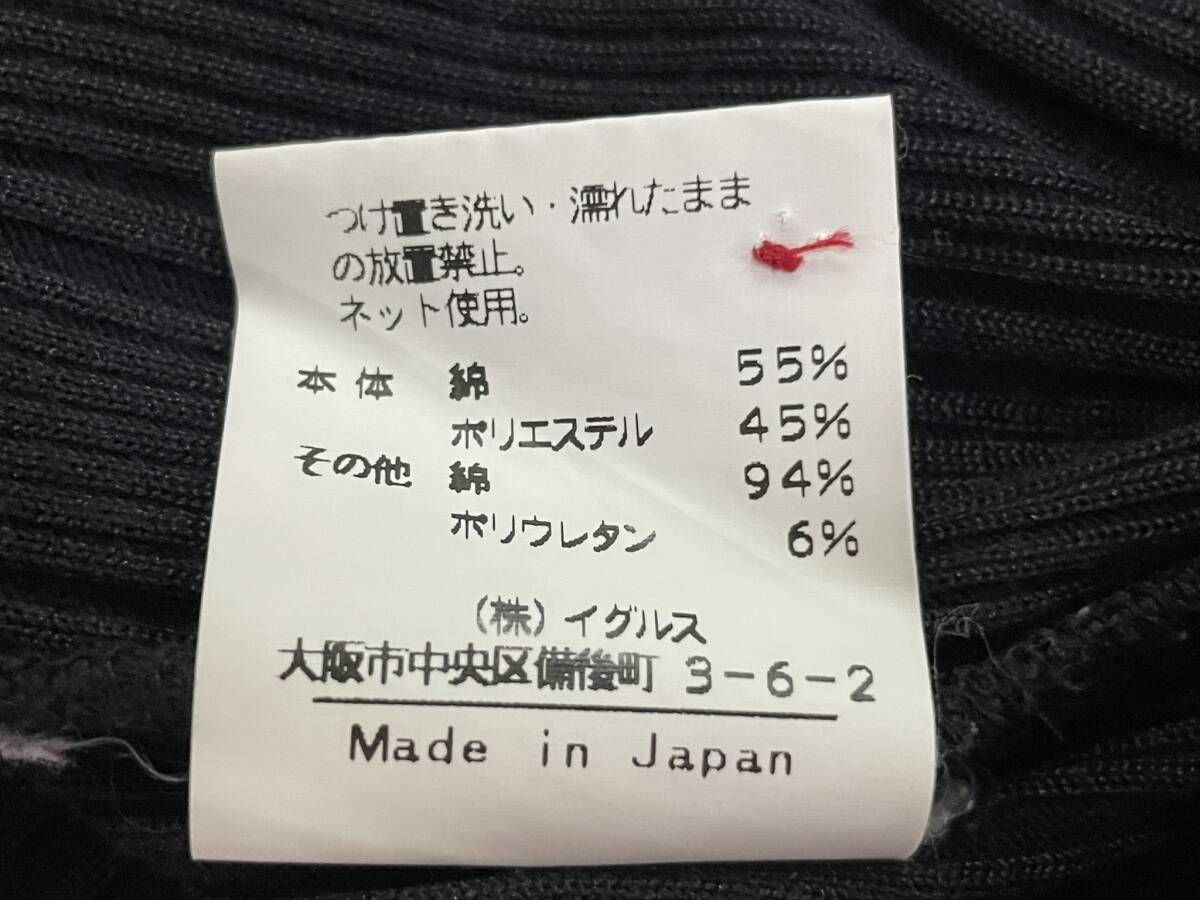 つけ置き洗い・濡れたまま
の放置禁止。
ネット使用。
本体 綿 55%
ポリエステル 45%
その他 綿 94%
ポリウレタン 6%
(株)イグルス
大阪市中央区備後町 3-6-2
Made in Japan